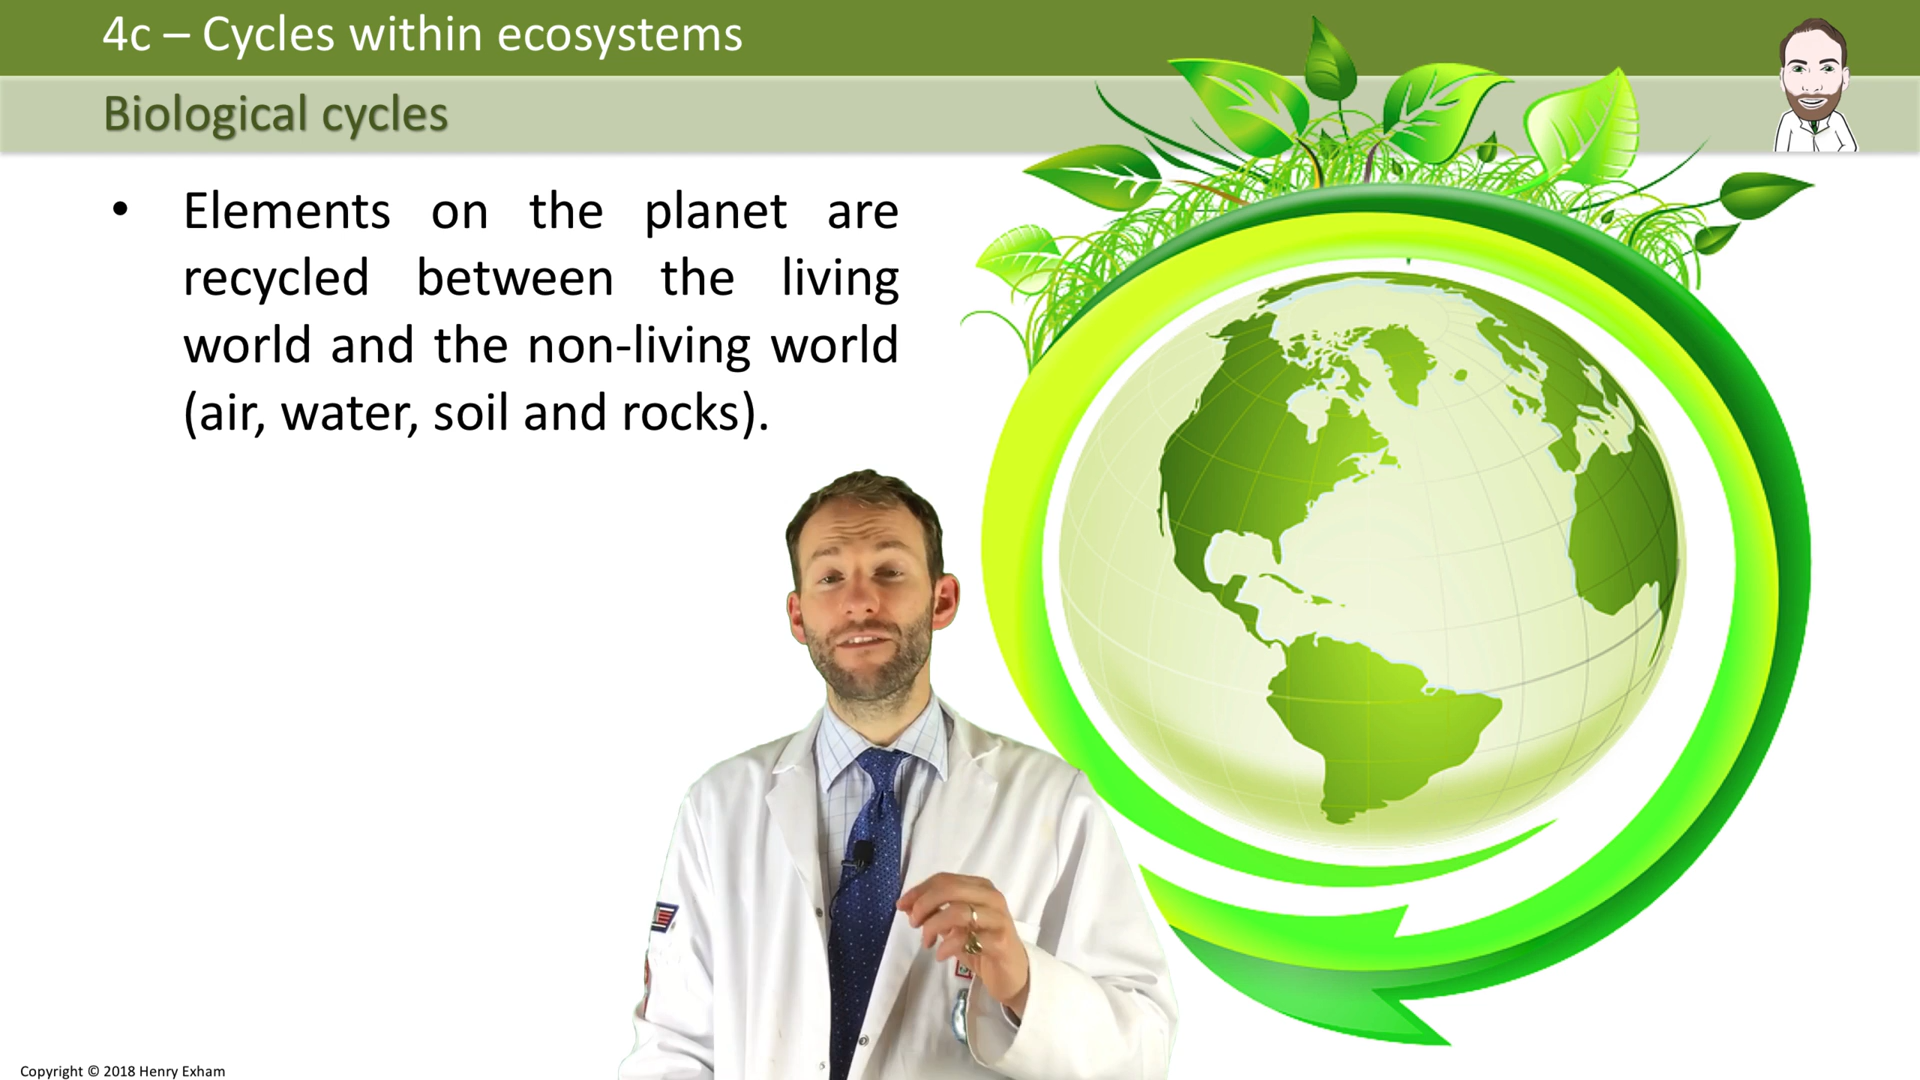 4c – Cycles within ecosystems
Biological cycles
• Elements on the planet are
recycled between the living
world and the non-living world
(air, water, soil and rocks).
Copyright © 2018 Henry Exham